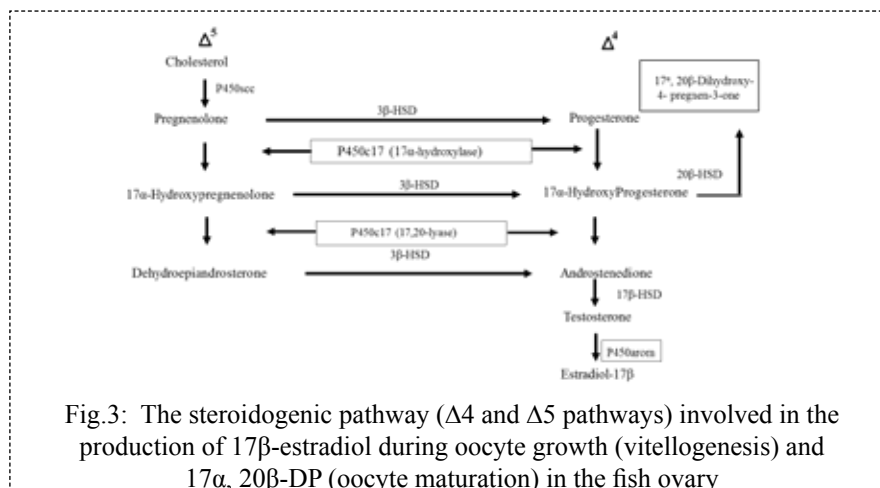 Δ5
Δ4
Cholesterol
P450scc
17ᵃ, 20β-Dihydroxy-
4- pregnen-3-one
Pregnenolone
3β-HSD
Progesterone
P450c17 (17α-hydroxylase)
20β-HSD
17α-Hydroxypregnenolone
3β-HSD
17α-HydroxyProgesterone
P450c17 (17,20-lyase)
3β-HSD
Dehydroepiandrosterone
Androstenedione
17β-HSD
Testosterone
P450arom
Estradiol-17β
Fig.3: The steroidogenic pathway (Δ4 and Δ5 pathways) involved in the
production of 17β-estradiol during oocyte growth (vitellogenesis) and
17α, 20β-DP (oocyte maturation) in the fish ovary